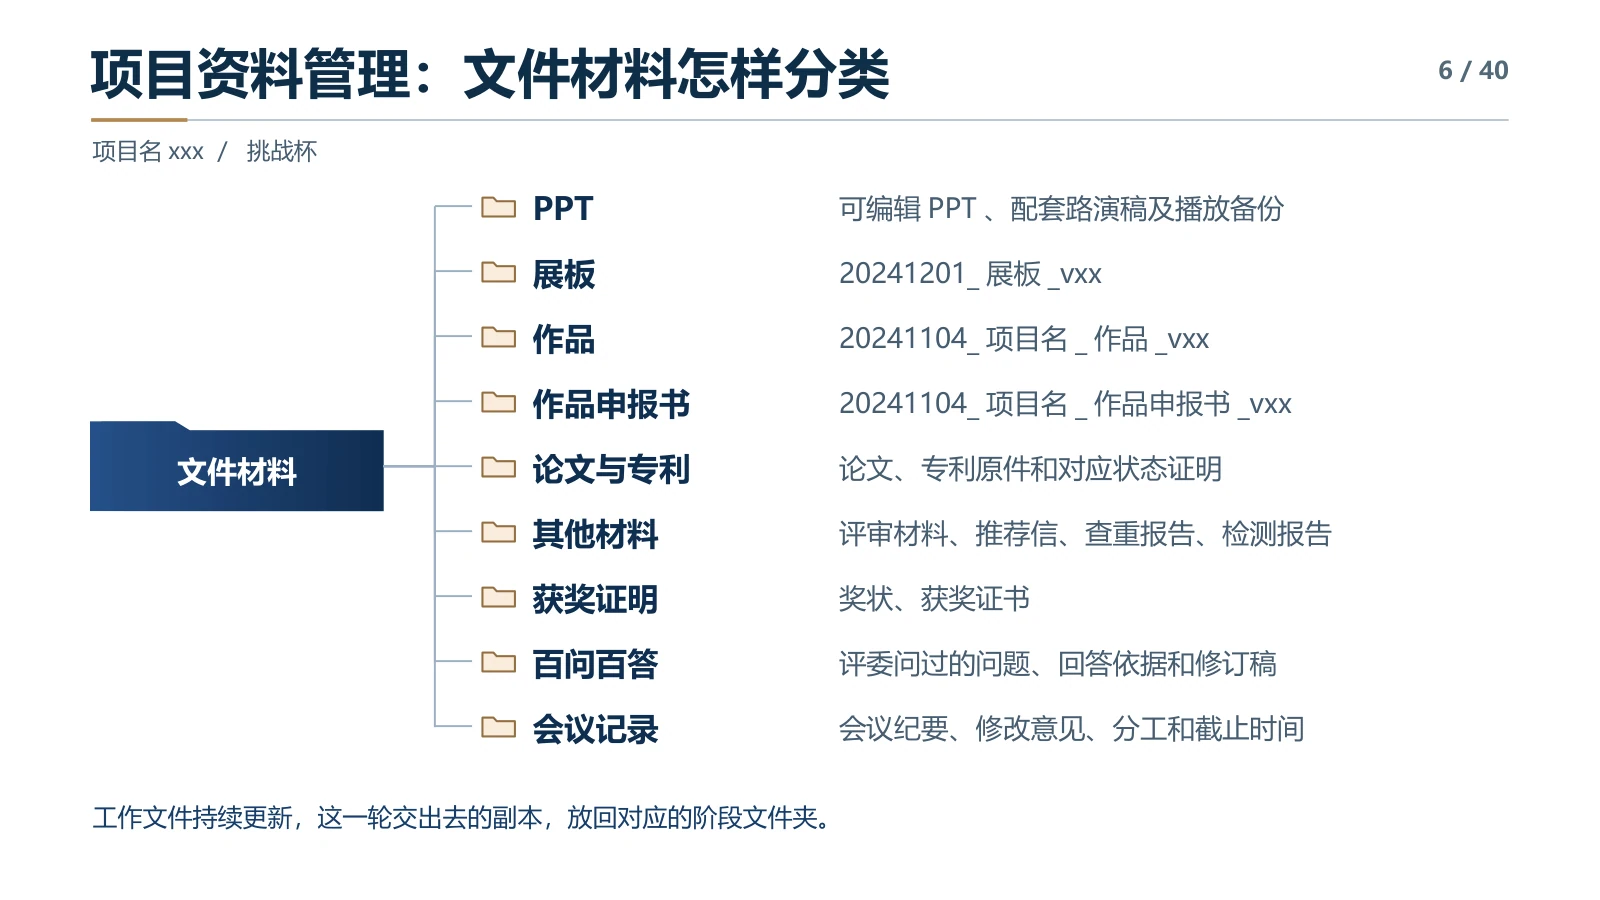 项目资料管理：文件材料怎样分类
6 / 40
项目名 xxx / 挑战杯
PPT 可编辑 PPT 、配套路演稿及播放备份
展板 20241201_ 展板 _vxx
作品 20241104_ 项目名 _ 作品 _vxx
作品申报书 20241104_ 项目名 _ 作品申报书 _vxx
文件材料
论文与专利 论文、专利原件和对应状态证明
其他材料 评审材料、推荐信、查重报告、检测报告
获奖证明 奖状、获奖证书
百问百答 评委问过的问题、回答依据和修订稿
会议记录 会议纪要、修改意见、分工和截止时间
工作文件持续更新，这一轮交出去的副本，放回对应的阶段文件夹。